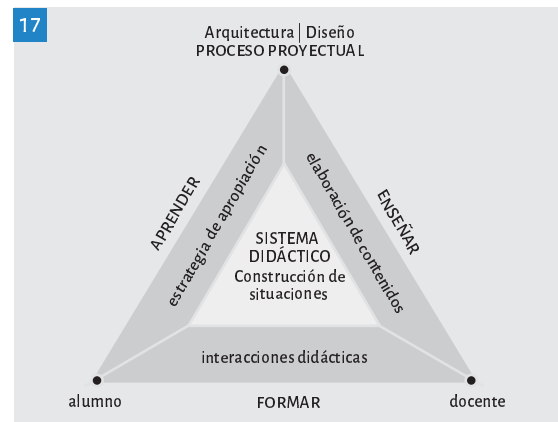 17
Arquitectura | Diseño
PROCESO PROYECTUAL
APRENDER
estrategia de apropiación
elaboración de contenidos
ENSEÑAR
SISTEMA
DIDÁCTICO
Construcción de
situaciones
interacciones didácticas
alumno
FORMAR
docente